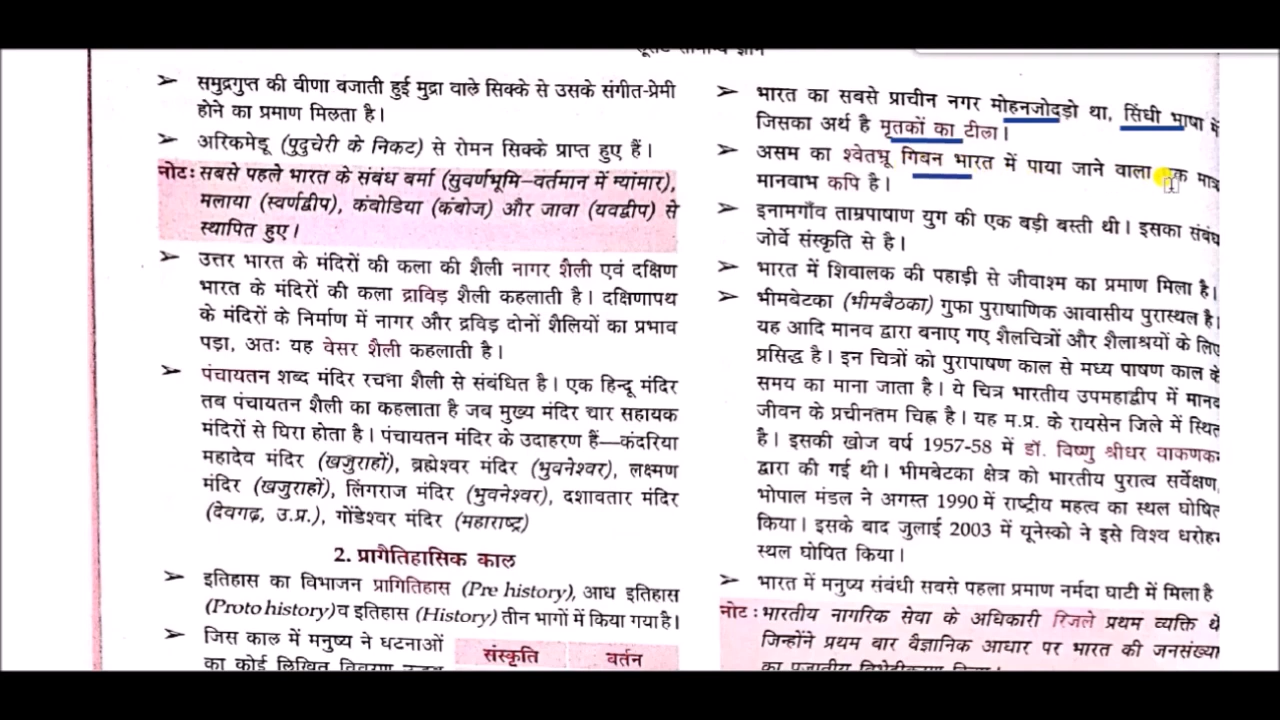 लूसेंट सामान्य ज्ञान
➢ समुद्रगुप्त की वीणा बजाती हुई मुद्रा वाले सिक्के से उसके संगीत-प्रेमी
होने का प्रमाण मिलता है।
➢ अरिकमेडू (पुदुचेरी के निकट) से रोमन सिक्के प्राप्त हुए हैं।
नोट: सबसे पहले भारत के संबंध बर्मा (सुवर्णभूमि–वर्तमान में म्यांमार),
मलाया (स्वर्णद्वीप), कंबोडिया (कंबोज) और जावा (यवद्वीप) से
स्थापित हुए।
➢ उत्तर भारत के मंदिरों की कला की शैली नागर शैली एवं दक्षिण
भारत के मंदिरों की कला द्राविड़ शैली कहलाती है। दक्षिणापथ
के मंदिरों के निर्माण में नागर और द्रविड़ दोनों शैलियों का प्रभाव
पड़ा, अतः यह वेसर शैली कहलाती है।
➢ पंचायतन शब्द मंदिर रचना शैली से संबंधित है। एक हिन्दू मंदिर
तब पंचायतन शैली का कहलाता है जब मुख्य मंदिर चार सहायक
मंदिरों से घिरा होता है। पंचायतन मंदिर के उदाहरण हैं—कंदरिया
महादेव मंदिर (खजुराहो), ब्रह्मेश्वर मंदिर (भुवनेश्वर), लक्ष्मण
मंदिर (खजुराहो), लिंगराज मंदिर (भुवनेश्वर), दशावतार मंदिर
(देवगढ़, उ.प्र.), गोंडेश्वर मंदिर (महाराष्ट्र)
2. प्रागैतिहासिक काल
➢ इतिहास का विभाजन प्रागितिहास (Pre history), आध इतिहास
(Proto history) व इतिहास (History) तीन भागों में किया गया है।
➢ जिस काल में मनुष्य ने घटनाओं
का कोई लिखित विवरण
संस्कृति वर्तन
➢ भारत का सबसे प्राचीन नगर मोहनजोदड़ो था, सिंधी भाषा में
जिसका अर्थ है मृतकों का टीला।
➢ असम का श्वेतभ्रू गिबन भारत में पाया जाने वाला मात्र
मानवाभ कपि है।
➢ इनामगाँव ताम्रपाषाण युग की एक बड़ी बस्ती थी। इसका संबंध
जोर्वे संस्कृति से है।
➢ भारत में शिवालक की पहाड़ी से जीवाश्म का प्रमाण मिला है।
➢ भीमबेटका (भीमबैठका) गुफा पुराषाणिक आवासीय पुरास्थल है।
यह आदि मानव द्वारा बनाए गए शैलचित्रों और शैलाश्रयों के लिए
प्रसिद्ध है। इन चित्रों को पुरापाषण काल से मध्य पाषण काल के
समय का माना जाता है। ये चित्र भारतीय उपमहाद्वीप में मानव
जीवन के प्रचीनतम चिह्न है। यह म.प्र. के रायसेन जिले में स्थित
है। इसकी खोज वर्ष 1957-58 में डॉ. विष्णु श्रीधर वाकणकर
द्वारा की गई थी। भीमबेटका क्षेत्र को भारतीय पुरात्व सर्वेक्षण,
भोपाल मंडल ने अगस्त 1990 में राष्ट्रीय महत्व का स्थल घोषित
किया। इसके बाद जुलाई 2003 में यूनेस्को ने इसे विश्व धरोहर
स्थल घोषित किया।
➢ भारत में मनुष्य संबंधी सबसे पहला प्रमाण नर्मदा घाटी में मिला है
नोट: भारतीय नागरिक सेवा के अधिकारी रिजले प्रथम व्यक्ति थे
जिन्होंने प्रथम बार वैज्ञानिक आधार पर भारत की जनसंख्या
का प्रजातीय विभेदीकरण किया।